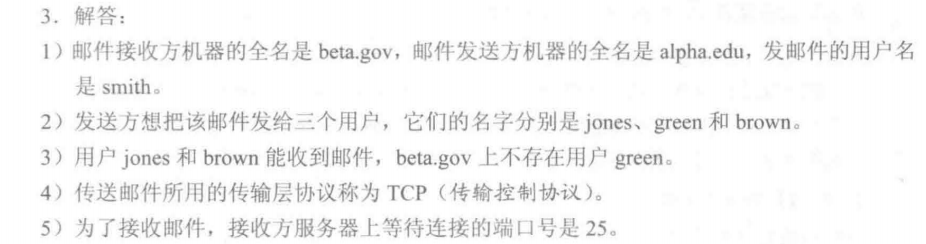 3．解答：
1）邮件接收方机器的全名是 beta.gov，邮件发送方机器的全名是 alpha.edu，发邮件的用户名
是 smith。
2）发送方想把该邮件发给三个用户，它们的名字分别是 jones、green 和 brown。
3）用户 jones 和 brown 能收到邮件，beta.gov 上不存在用户 green。
4）传送邮件所用的传输层协议称为 TCP（传输控制协议）。
5）为了接收邮件，接收方服务器上等待连接的端口号是 25。